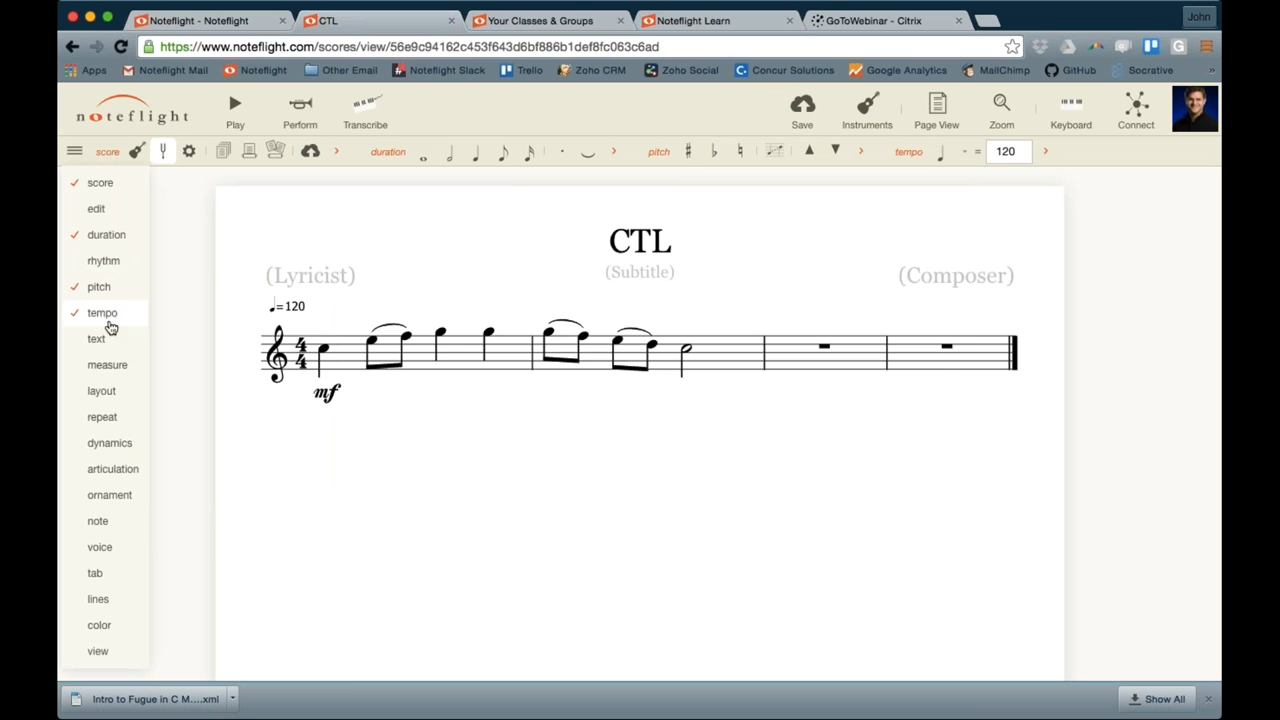 Noteflight - Noteflight
CTL
Your Classes & Groups
Noteflight Learn
GoToWebinar - Citrix
John
https://www.noteflight.com/scores/view/56e9c94162c453f643d6bf886b1def8fc063c6ad
Apps
Noteflight Mail
Noteflight
Other Email
Noteflight Slack
Trello
Zoho CRM
Zoho Social
Concur Solutions
Google Analytics
MailChimp
GitHub
Socrative
»
noteflight
Play
Perform
Transcribe
Save
Instruments
Page View
Zoom
Keyboard
Connect
score
duration
pitch
tempo
= 120
score
edit
duration
rhythm
pitch
tempo
text
measure
layout
repeat
dynamics
articulation
ornament
note
voice
tab
lines
color
view
CTL
(Subtitle)
(Lyricist)
(Composer)
=120
4
4
mf
Intro to Fugue in C M....xml
Show All